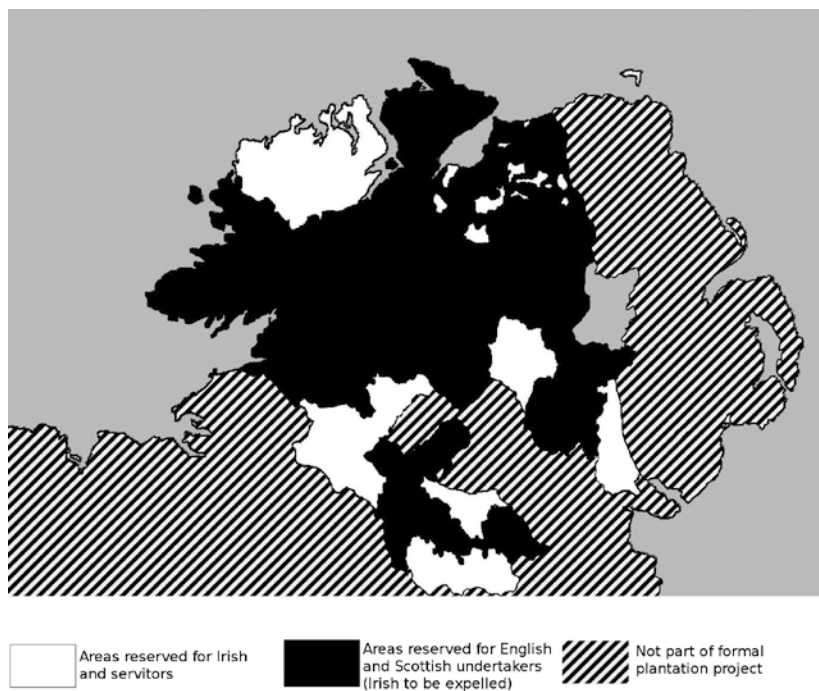 Areas reserved for Irish
and servitors
Areas reserved for English
and Scottish undertakers
(Irish to be expelled)
Not part of formal
plantation project